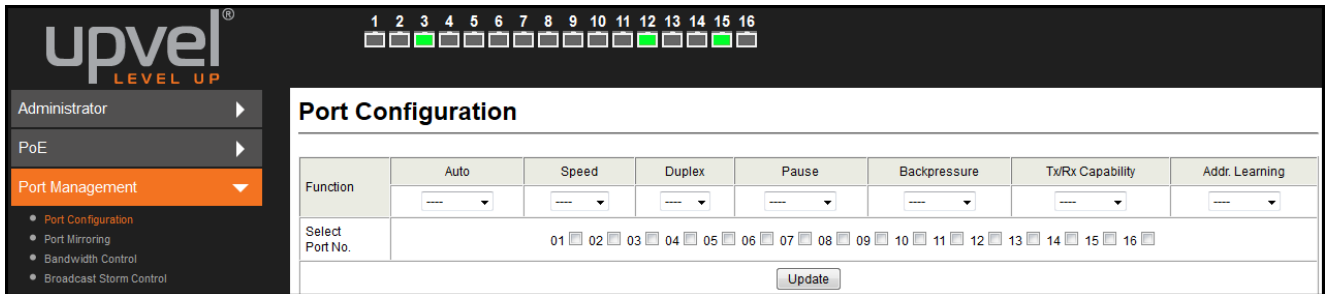 1 2 3 4 5 6 7 8 9 10 11 12 13 14 15 16
upvel®
LEVEL UP
Administrator
PoE
Port Management
Port Configuration
Port Mirroring
Bandwidth Control
Broadcast Storm Control
Port Configuration
Function Auto Speed Duplex Pause Backpressure Tx/Rx Capability Addr. Learning
---- ---- ---- ---- ---- ---- ----
Select
Port No.
01 02 03 04 05 06 07 08 09 10 11 12 13 14 15 16
Update